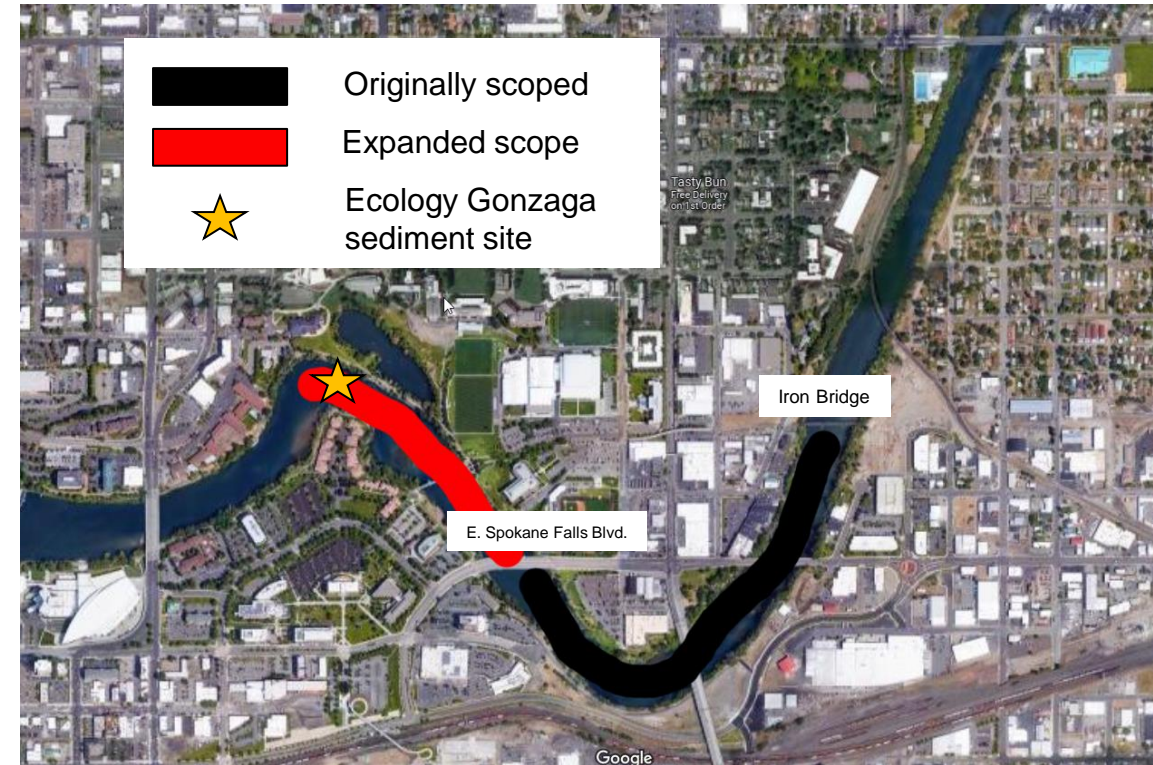 Originally scoped
Expanded scope
Ecology Gonzaga
sediment site
Tasty Bun
Free Delivery
on 1st Order
Iron Bridge
E. Spokane Falls Blvd.
Google